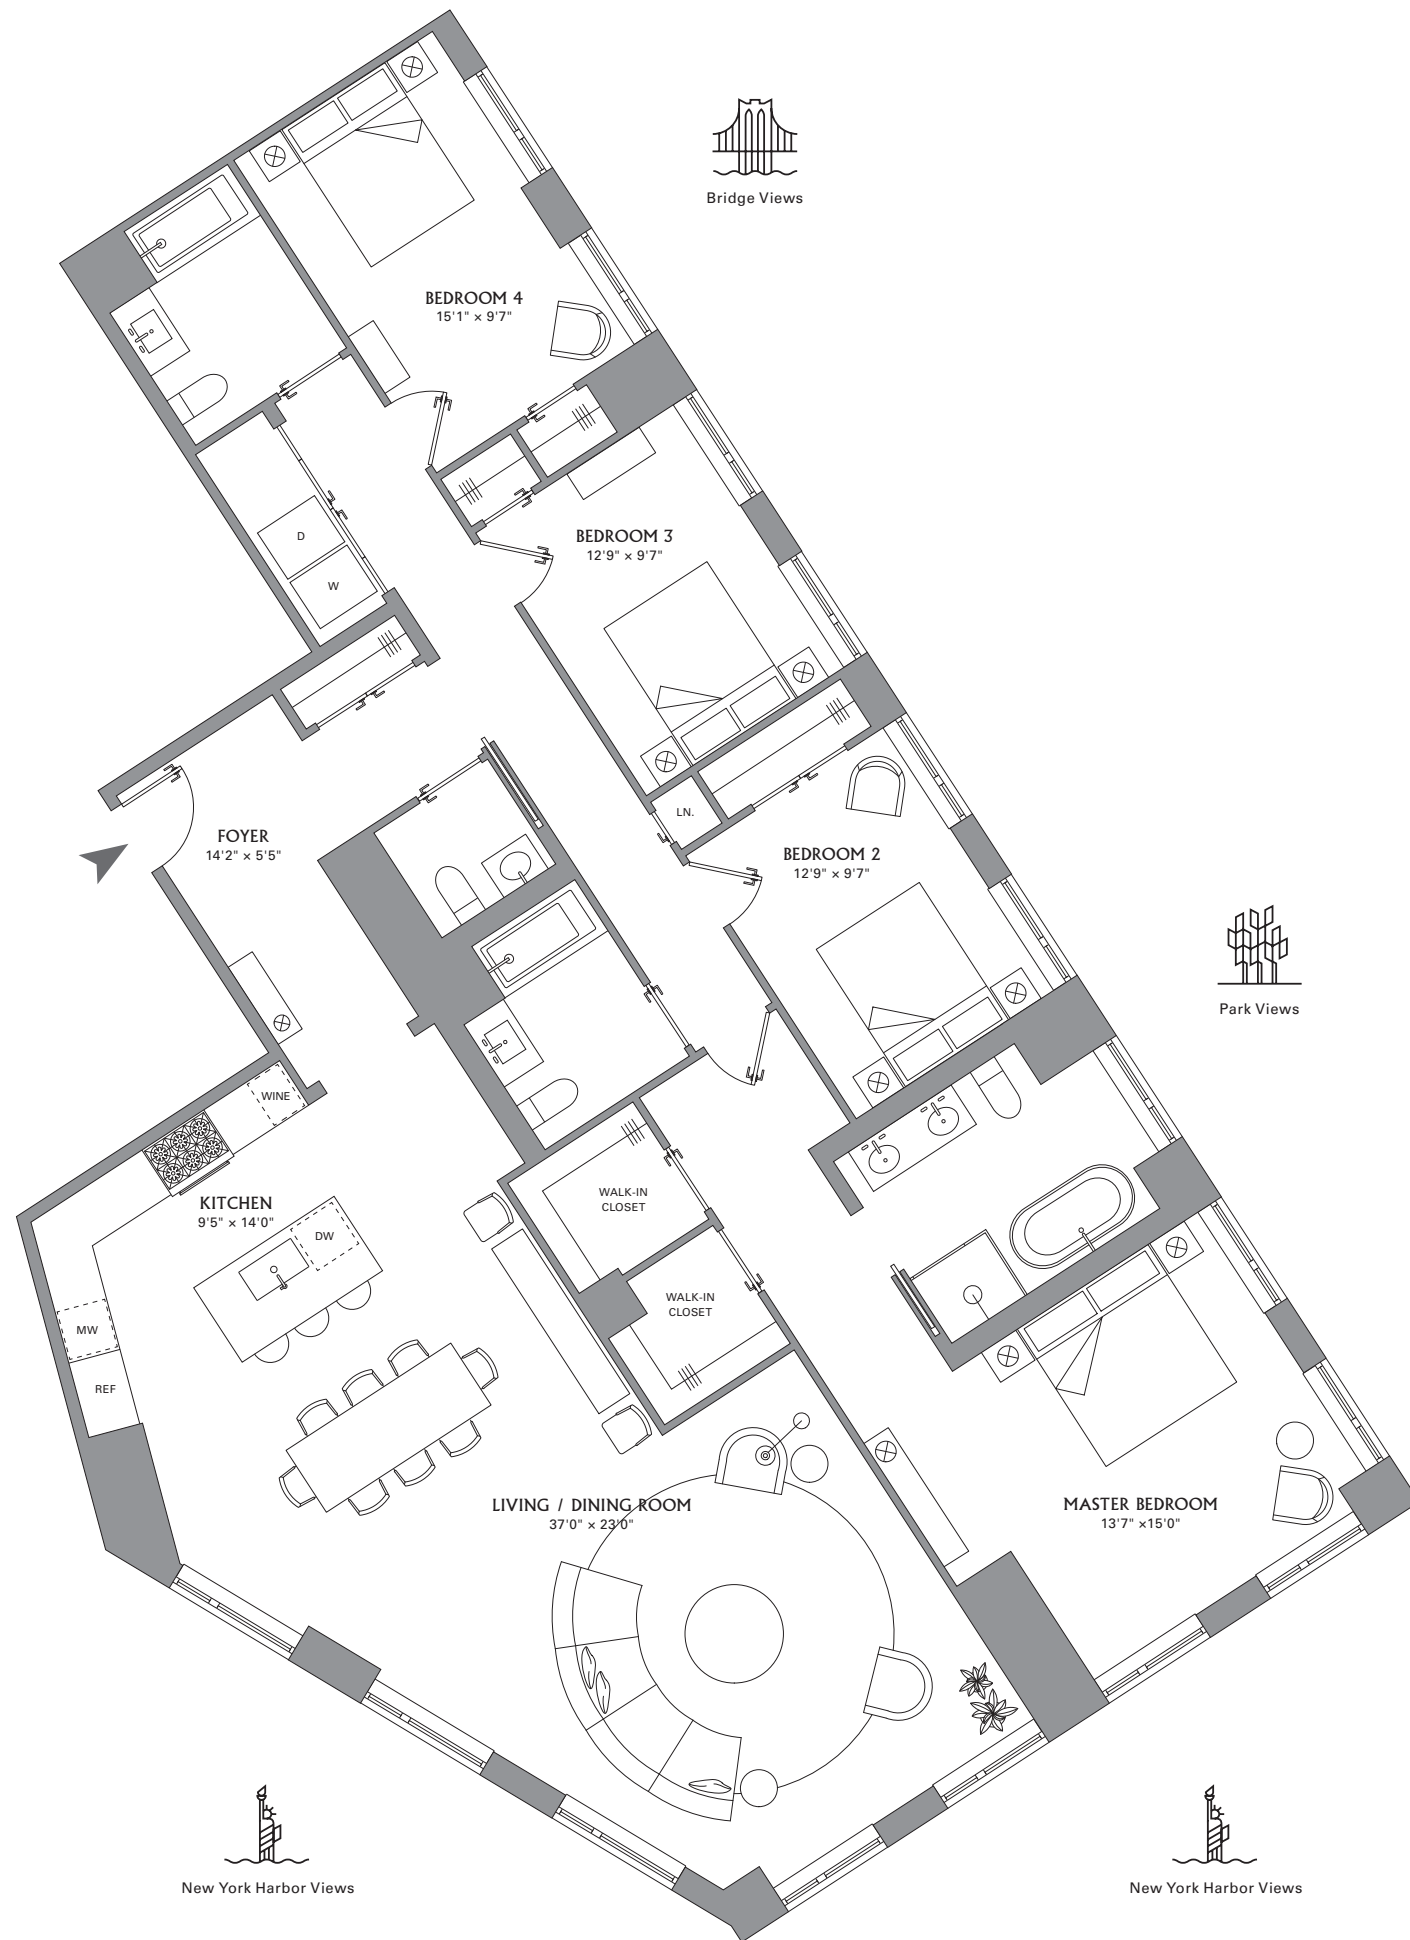 Bridge Views
BEDROOM 4
15'1" × 9'7"
BEDROOM 3
12'9" × 9'7"
D
W
LN.
FOYER
14'2" × 5'5"
BEDROOM 2
12'9" × 9'7"
Park Views
WINE
KITCHEN
9'5" × 14'0"
DW
WALK-IN
CLOSET
WALK-IN
CLOSET
MW
REF
LIVING / DINING ROOM
37'0" × 23'0"
MASTER BEDROOM
13'7" ×15'0"
New York Harbor Views
New York Harbor Views